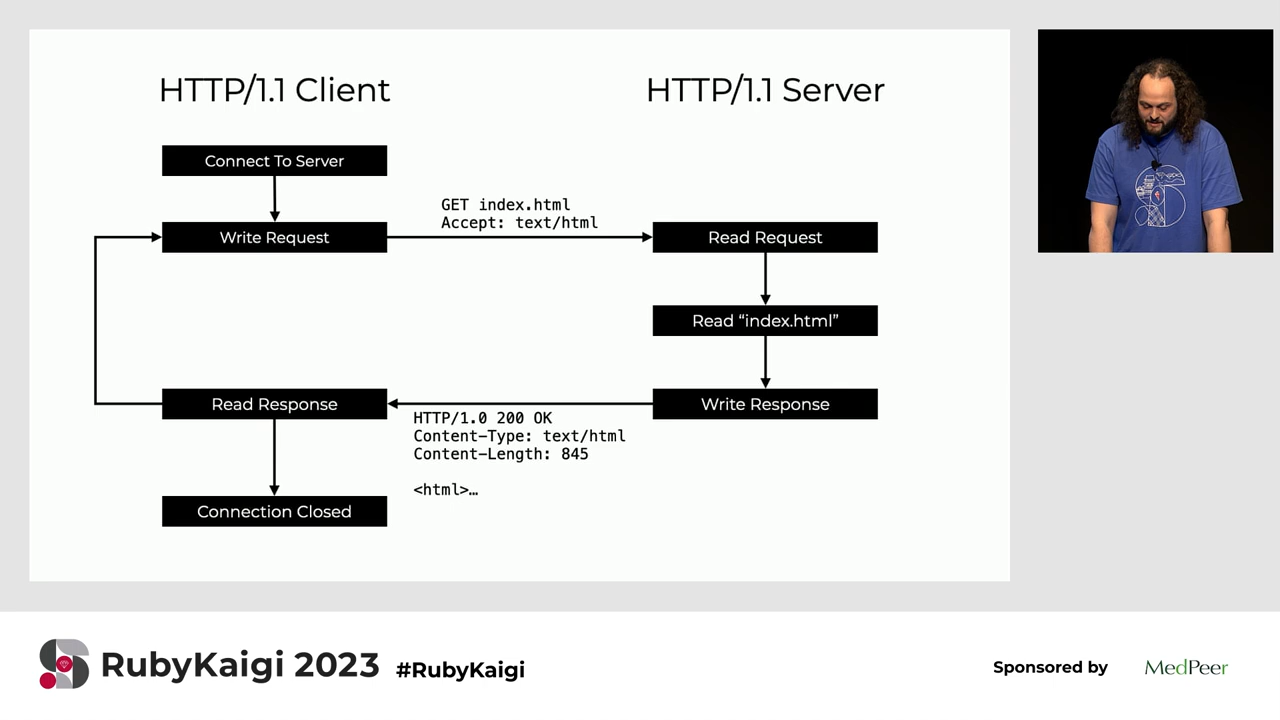 HTTP/1.1 Client
HTTP/1.1 Server
Connect To Server
GET index.html
Accept: text/html
Write Request
Read Request
Read “index.html”
Read Response
Write Response
HTTP/1.0 200 OK
Content-Type: text/html
Content-Length: 845
<html>…
Connection Closed
RubyKaigi 2023 #RubyKaigi
Sponsored by MedPeer